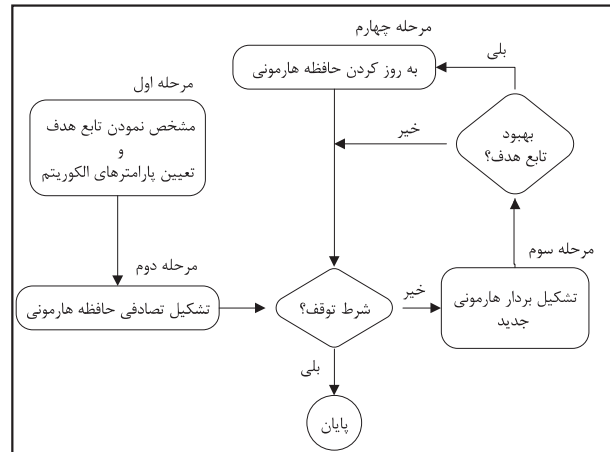 مرحله اول
مشخص نمودن تابع هدف
و
تعیین پارامترهای الکوریتم
مرحله دوم
تشکیل تصادفی حافظه هارمونی
شرط توقف؟
بلی
پایان
خیر
مرحله سوم
تشکیل بردار هارمونی
جدید
بهبود
تابع هدف؟
بلی
خیر
مرحله چهارم
به روز کردن حافظه هارمونی